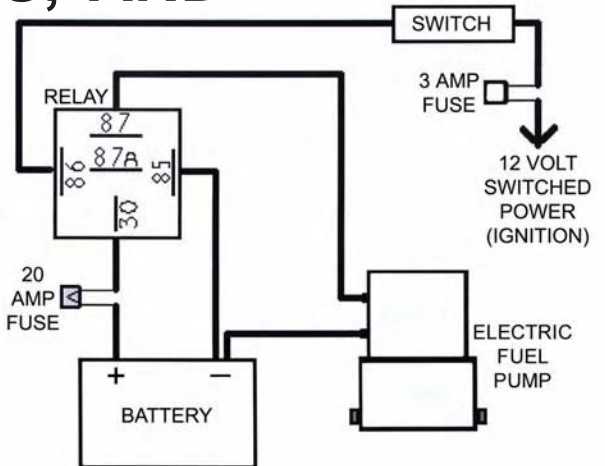 SWITCH
3 AMP
FUSE
12 VOLT
SWITCHED
POWER
(IGNITION)
RELAY
87
87A
86
85
30
20
AMP
FUSE
+ −
BATTERY
ELECTRIC
FUEL
PUMP